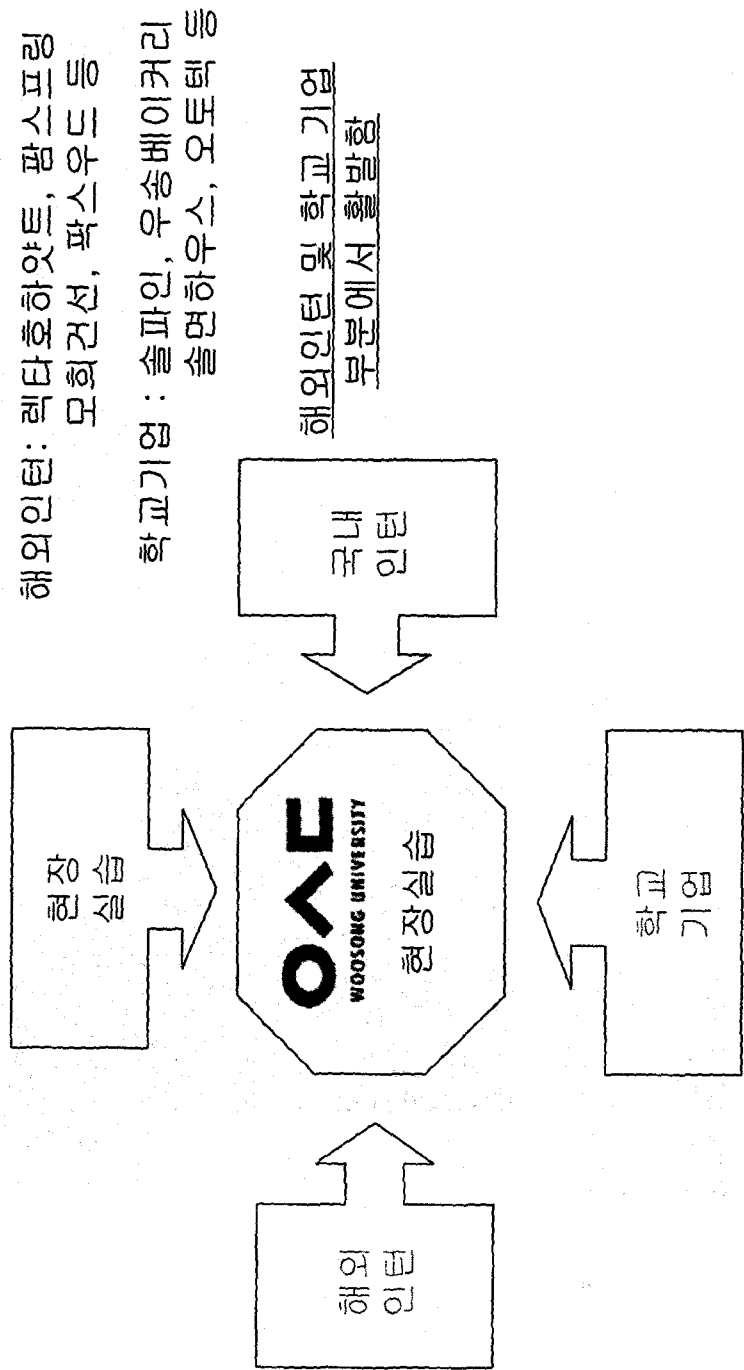 해외인턴: 렉타호하얏트, 팜스프링
모희건선, 팍스우드 등
학교기업 : 솔파인, 우송베이커리
솔면하우스, 오토텍 등
해외인턴 및 학교 기업
부분에서 활발함
현장
실습
해외
인턴
WOOSONG UNIVERSITY
현장실습
국내
인턴
학교
기업